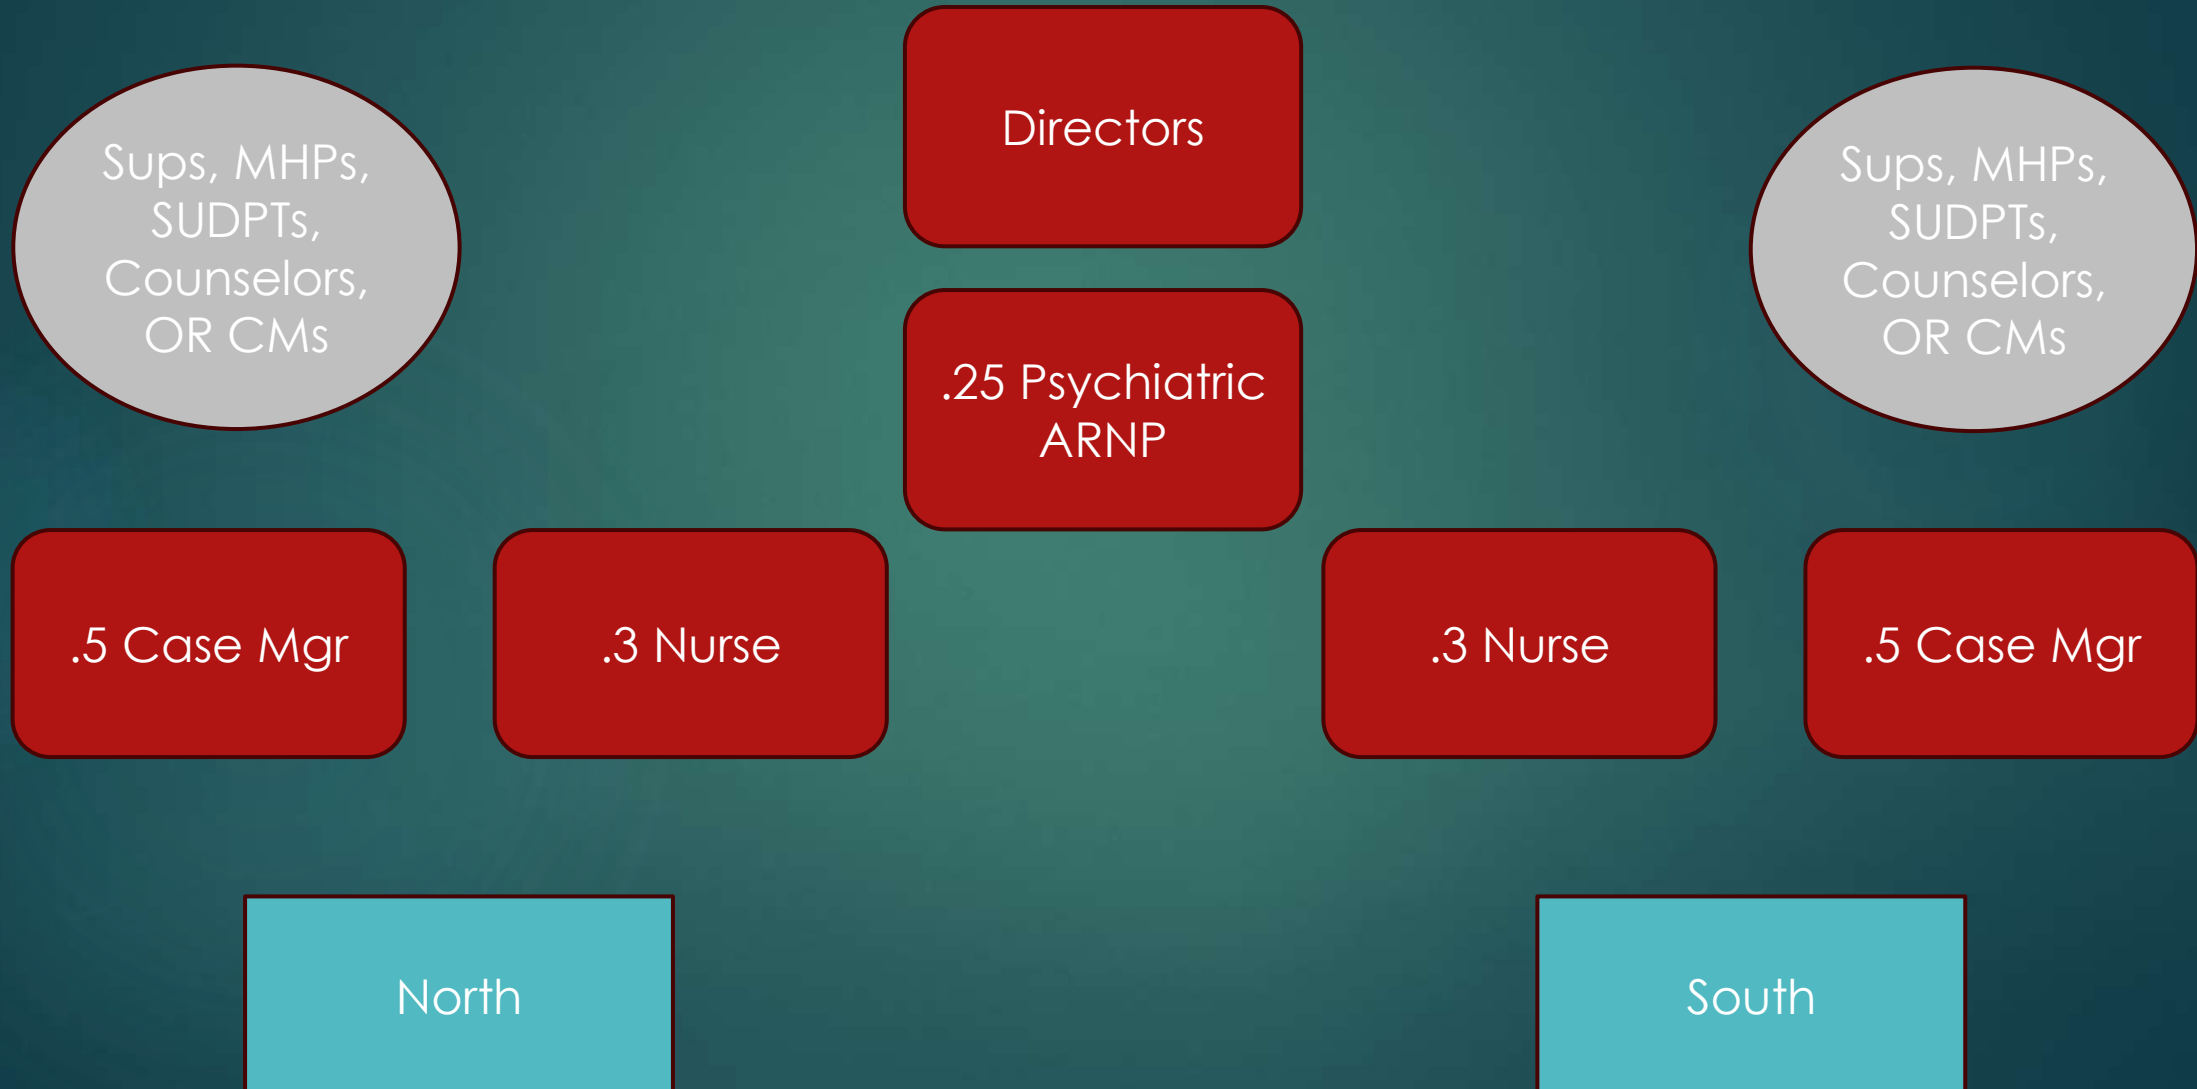 Directors
Sups, MHPs,
SUDPTs,
Counselors,
OR CMs
Sups, MHPs,
SUDPTs,
Counselors,
OR CMs
.25 Psychiatric
ARNP
.5 Case Mgr
.3 Nurse
.3 Nurse
.5 Case Mgr
North
South